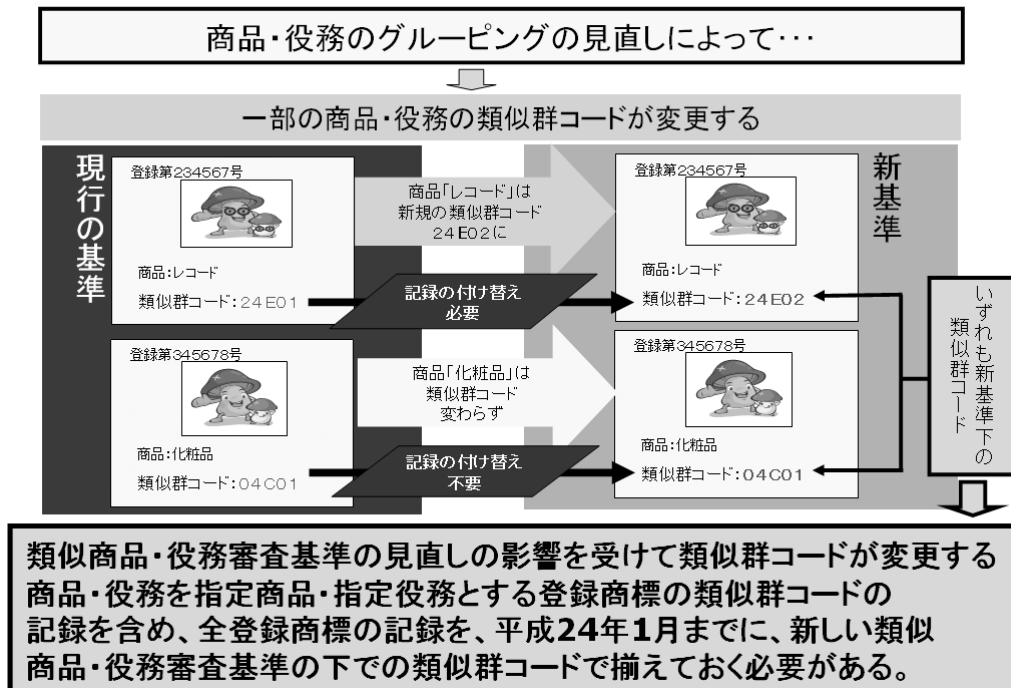 商品・役務のグルーピングの見直しによって・・・
一部の商品・役務の類似群コードが変更する
現行の基準
登録第234567号
商品:レコード
類似群コード:24E01
商品「レコード」は
新規の類似群コード
24E02に
記録の付け替え
必要
登録第234567号
商品:レコード
類似群コード:24E02
新基準
登録第345678号
商品:化粧品
類似群コード:04C01
商品「化粧品」は
類似群コード
変わらず
記録の付け替え
不要
登録第345678号
商品:化粧品
類似群コード:04C01
いずれも新基準下の
類似群コード
類似商品・役務審査基準の見直しの影響を受けて類似群コードが変更する
商品・役務を指定商品・指定役務とする登録商標の類似群コードの
記録を含め、全登録商標の記録を、平成24年1月までに、新しい類似
商品・役務審査基準の下での類似群コードで揃えておく必要がある。